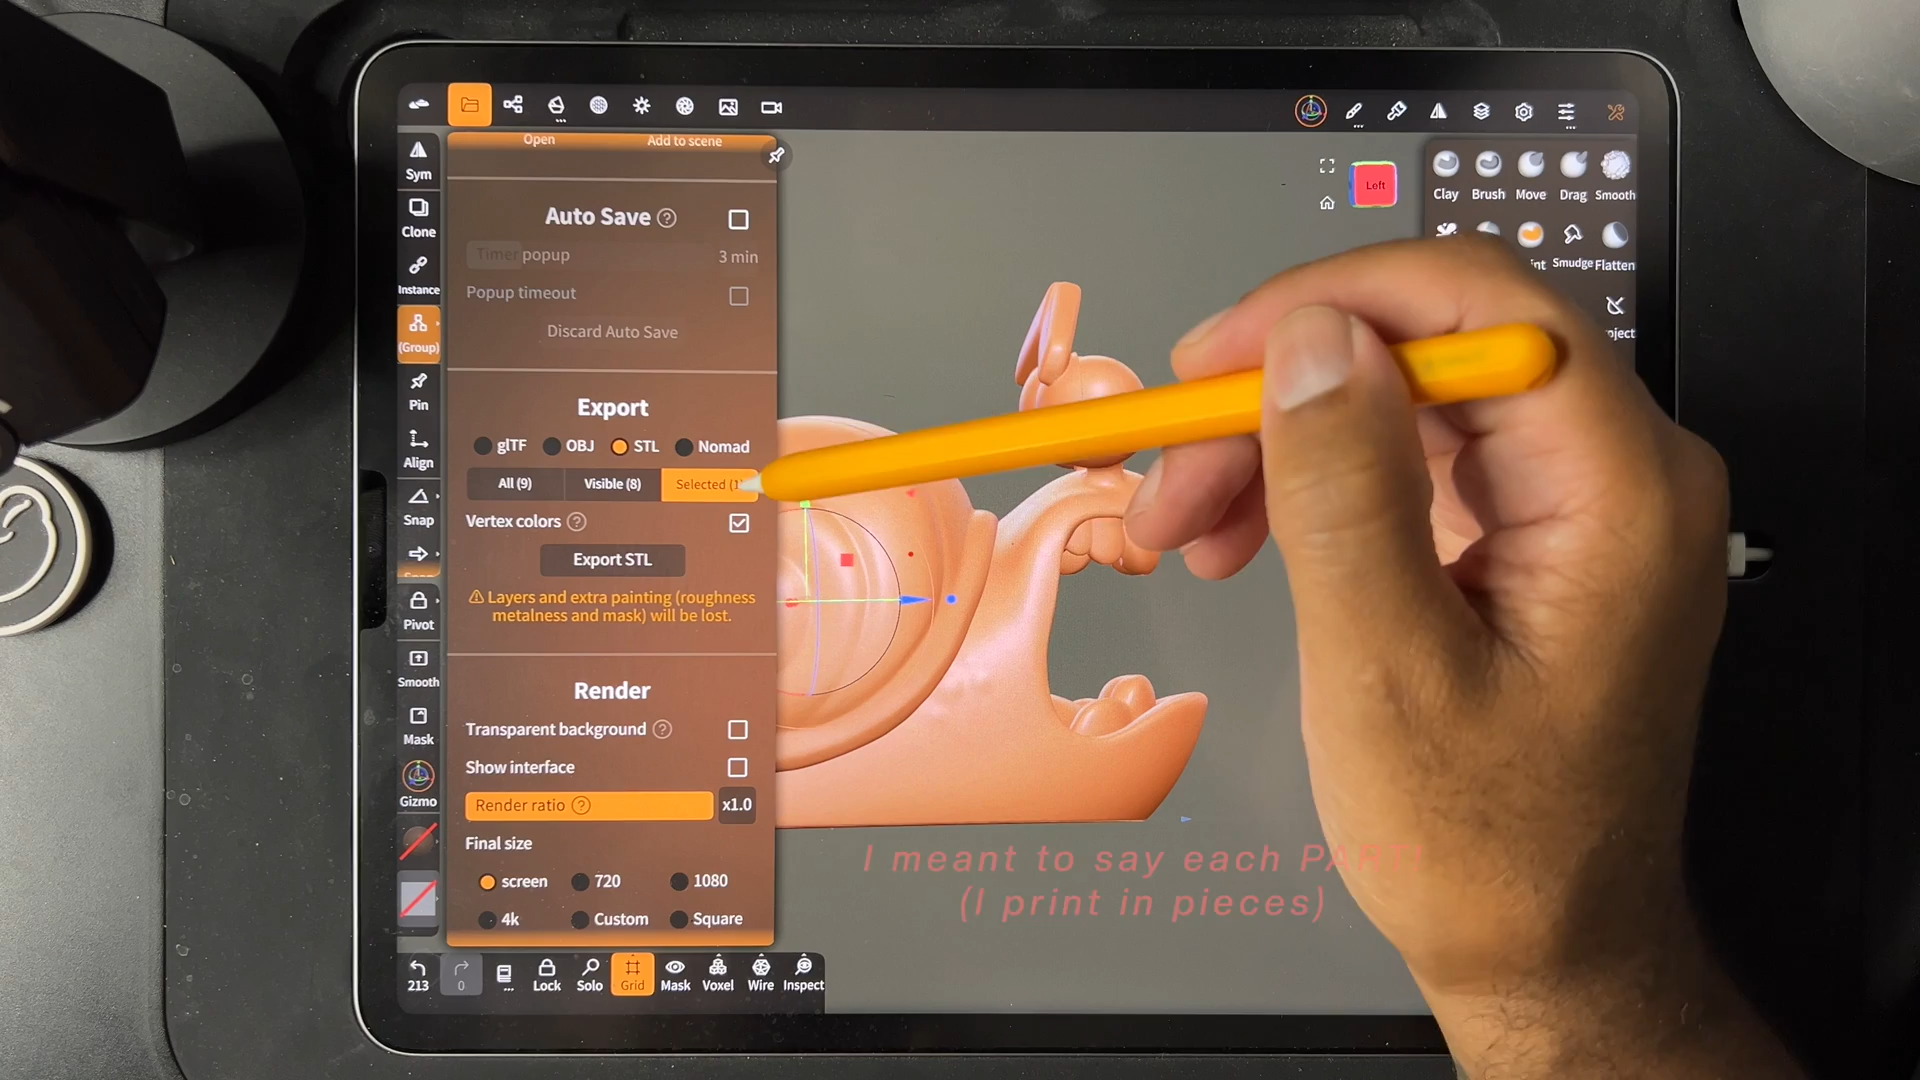 Open Add to scene
Sym
Auto Save ?
Clone
Timer popup 3 min
Instance
Popup timeout
Discard Auto Save
(Group)
Pin
Export
glTF OBJ STL Nomad
Align
All (9) Visible (8) Selected (1)
Snap
Vertex colors ?
Export STL
Layers and extra painting (roughness
metalness and mask) will be lost.
Pivot
Smooth
Render
Transparent background ?
Mask
Show interface
Gizmo
Render ratio ? x1.0
Final size
screen 720 1080
4k Custom Square
213 0 ... Lock Solo Grid Mask Voxel Wire Inspect
Left
Clay Brush Move Drag Smooth
Smudge Flatten
I meant to say each PART!
(I print in pieces)